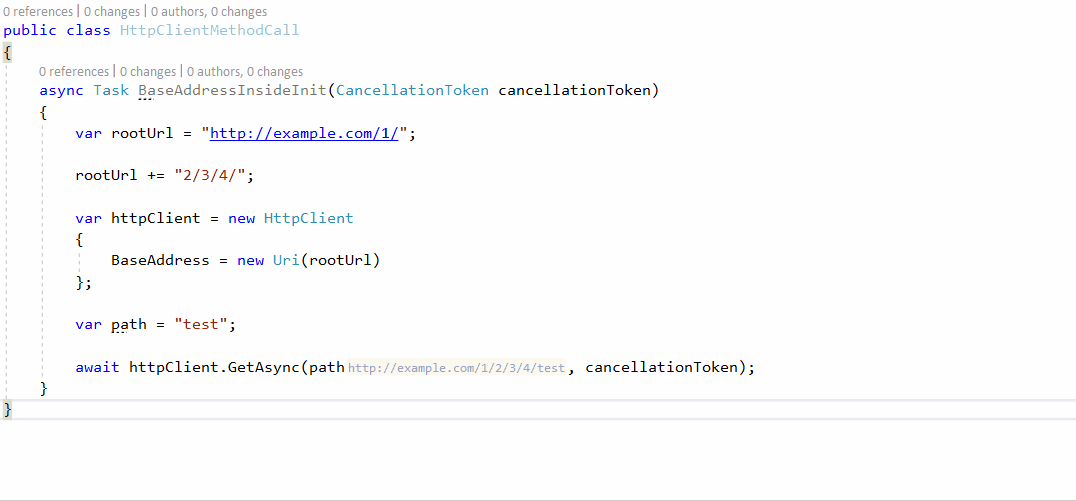 0 references | 0 changes | 0 authors, 0 changes
public class HttpClientMethodCall
{
0 references | 0 changes | 0 authors, 0 changes
async Task BaseAddressInsideInit(CancellationToken cancellationToken)
{
var rootUrl = "http://example.com/1/";
rootUrl += "2/3/4/";
var httpClient = new HttpClient
{
BaseAddress = new Uri(rootUrl)
};
var path = "test";
await httpClient.GetAsync(path http://example.com/1/2/3/4/test , cancellationToken);
}
}